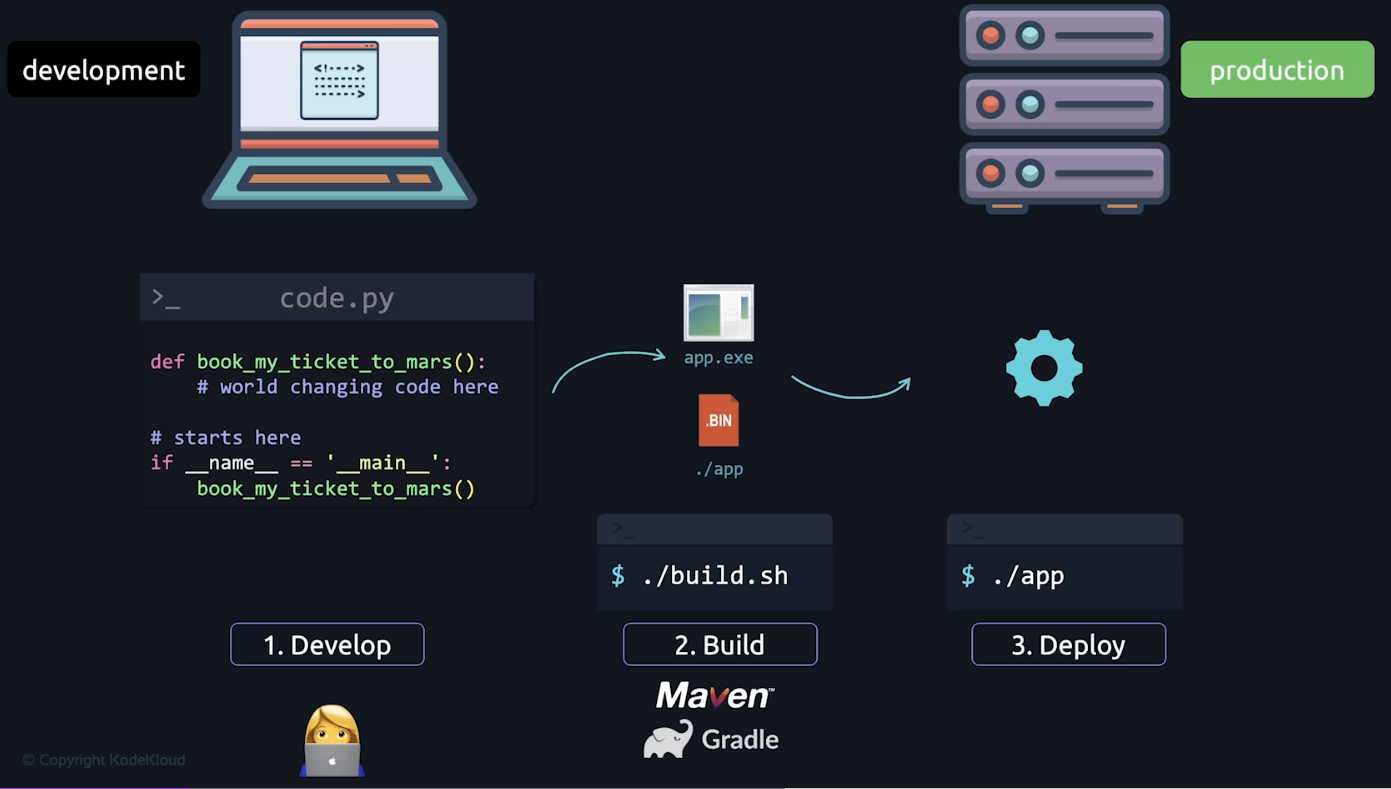 development
production
>_ code.py
def book_my_ticket_to_mars():
# world changing code here
# starts here
if __name__ == '__main__':
book_my_ticket_to_mars()
<!---->
>
app.exe
.BIN
./app
>_
$ ./build.sh
>_
$ ./app
1. Develop
2. Build
3. Deploy
Maven™
Gradle
© Copyright KodeKloud